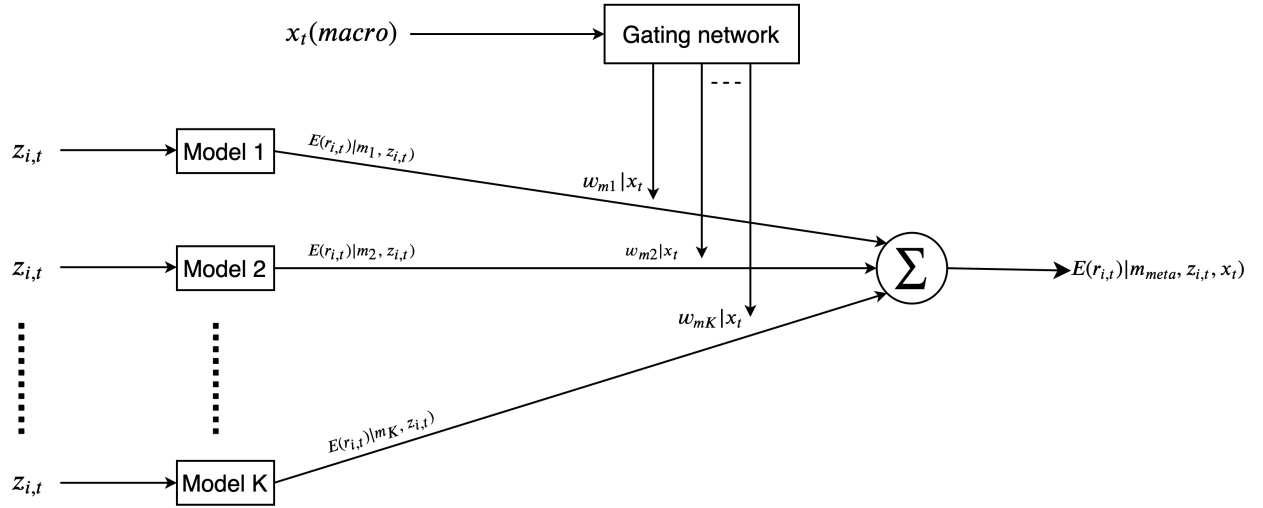 x_t(macro)
Gating network
z_{i,t}
Model 1
E(r_{i,t})|m_1, z_{i,t})
w_{m1}|x_t
z_{i,t}
Model 2
E(r_{i,t})|m_2, z_{i,t})
w_{m2}|x_t
Σ
E(r_{i,t})|m_{meta}, z_{i,t}, x_t)
w_{mK}|x_t
E(r_{i,t})|m_K, z_{i,t})
z_{i,t}
Model K